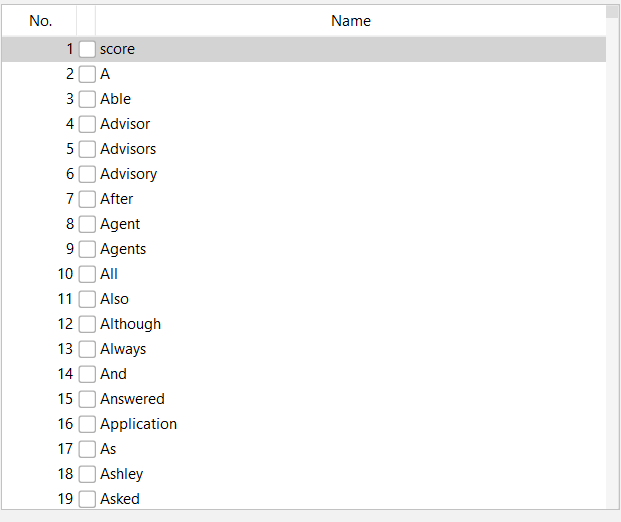 No. Name
1 score
2 A
3 Able
4 Advisor
5 Advisors
6 Advisory
7 After
8 Agent
9 Agents
10 All
11 Also
12 Although
13 Always
14 And
15 Answered
16 Application
17 As
18 Ashley
19 Asked